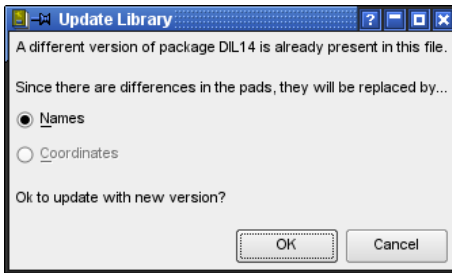 Update Library
A different version of package DIL14 is already present in this file.
Since there are differences in the pads, they will be replaced by...
Names
Coordinates
Ok to update with new version?
OK
Cancel